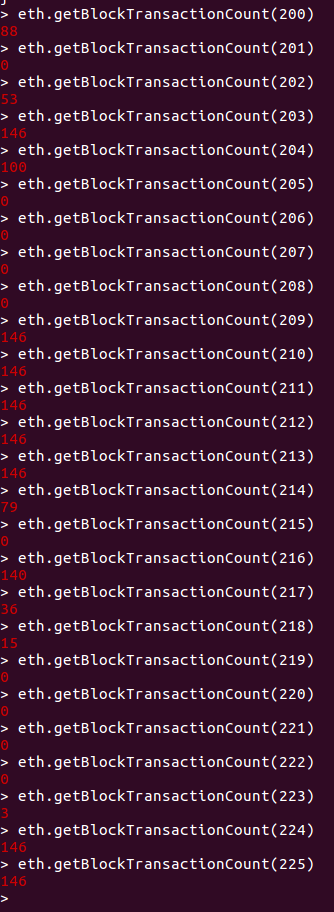 > eth.getBlockTransactionCount(200)
88
> eth.getBlockTransactionCount(201)
0
> eth.getBlockTransactionCount(202)
53
> eth.getBlockTransactionCount(203)
146
> eth.getBlockTransactionCount(204)
100
> eth.getBlockTransactionCount(205)
0
> eth.getBlockTransactionCount(206)
0
> eth.getBlockTransactionCount(207)
0
> eth.getBlockTransactionCount(208)
0
> eth.getBlockTransactionCount(209)
146
> eth.getBlockTransactionCount(210)
146
> eth.getBlockTransactionCount(211)
146
> eth.getBlockTransactionCount(212)
146
> eth.getBlockTransactionCount(213)
146
> eth.getBlockTransactionCount(214)
79
> eth.getBlockTransactionCount(215)
0
> eth.getBlockTransactionCount(216)
140
> eth.getBlockTransactionCount(217)
36
> eth.getBlockTransactionCount(218)
15
> eth.getBlockTransactionCount(219)
0
> eth.getBlockTransactionCount(220)
0
> eth.getBlockTransactionCount(221)
0
> eth.getBlockTransactionCount(222)
0
> eth.getBlockTransactionCount(223)
3
> eth.getBlockTransactionCount(224)
146
> eth.getBlockTransactionCount(225)
146
>